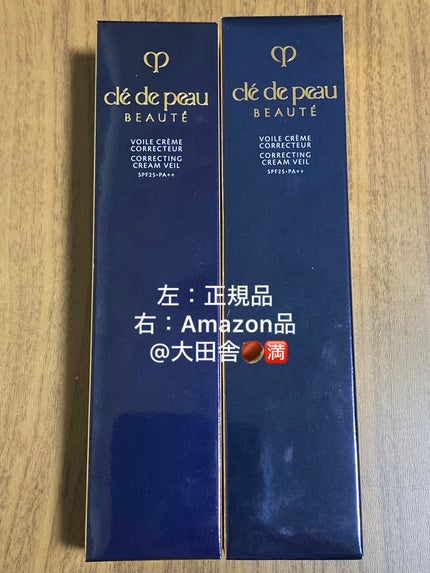 clé de peau
BEAUTÉ
VOILE CRÈME
CORRECTEUR
CORRECTING
CREAM VEIL
SPF25•PA++
clé de peau
BEAUTÉ
VOILE CRÈME
CORRECTEUR
CORRECTING
CREAM VEIL
SPF25•PA++
左：正規品
右：Amazon品
@大田舎🌰🈵